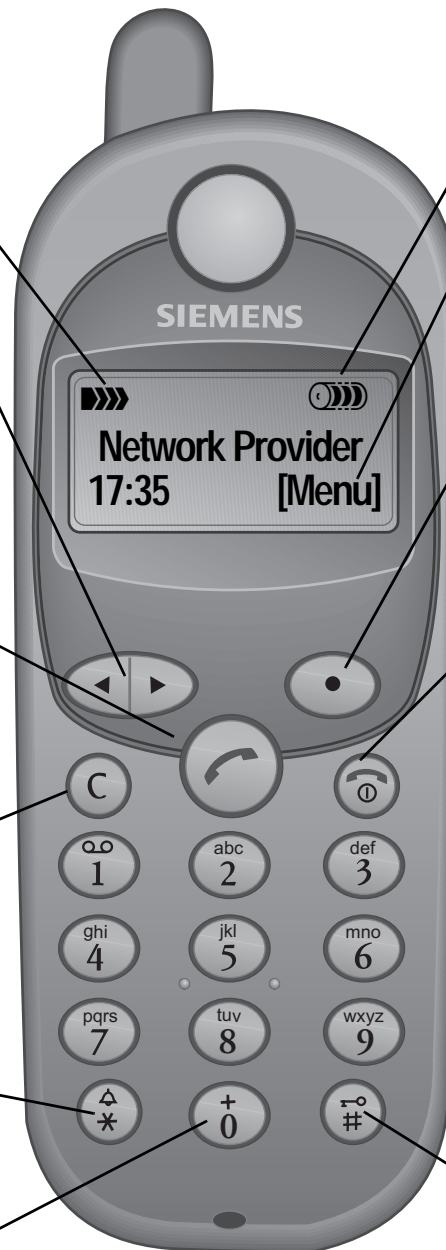 SIEMENS
Network Provider
17:35 [Menu]
C
1 abc 2 def 3
ghi 4 jkl 5 mno 6
pqrs 7 tuv 8 wxyz 9
* + 0 #